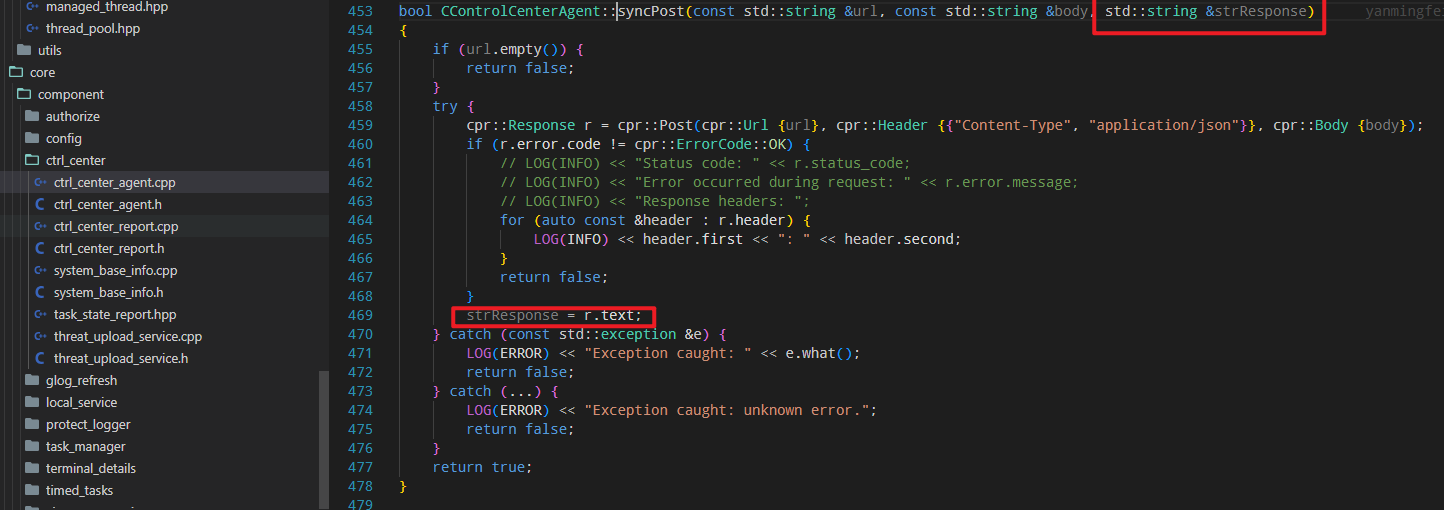 managed_thread.hpp
thread_pool.hpp
utils
core
component
authorize
config
ctrl_center
ctrl_center_agent.cpp
ctrl_center_agent.h
ctrl_center_report.cpp
ctrl_center_report.h
system_base_info.cpp
system_base_info.h
task_state_report.hpp
threat_upload_service.cpp
threat_upload_service.h
glog_refresh
local_service
protect_logger
task_manager
terminal_details
timed_tasks
453 bool CControlCenterAgent::syncPost(const std::string &url, const std::string &body, std::string &strResponse) yanmingfei
454 {
455     if (url.empty()) {
456         return false;
457     }
458     try {
459         cpr::Response r = cpr::Post(cpr::Url {url}, cpr::Header {{"Content-Type", "application/json"}}, cpr::Body {body});
460         if (r.error.code != cpr::ErrorCode::OK) {
461             // LOG(INFO) << "Status code: " << r.status_code;
462             // LOG(INFO) << "Error occurred during request: " << r.error.message;
463             // LOG(INFO) << "Response headers: ";
464             for (auto const &header : r.header) {
465                 LOG(INFO) << header.first << ": " << header.second;
466             }
467             return false;
468         }
469         strResponse = r.text;
470     } catch (const std::exception &e) {
471         LOG(ERROR) << "Exception caught: " << e.what();
472         return false;
473     } catch (...) {
474         LOG(ERROR) << "Exception caught: unknown error.";
475         return false;
476     }
477     return true;
478 }
479